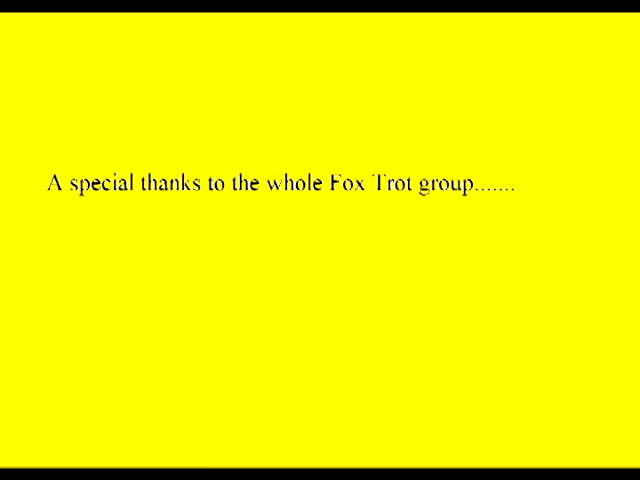 A special thanks to the whole Fox Trot group.......